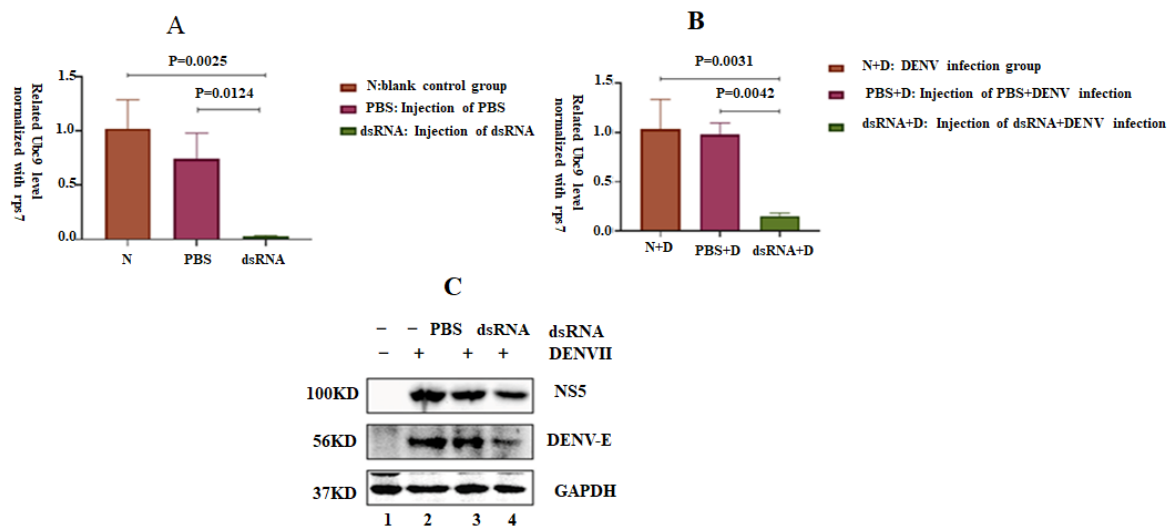 A
P=0.0025
P=0.0124
1.5
1.0
0.5
0.0
Related Ubc9 level
normalized with rps7
N
PBS
dsRNA
N:blank control group
PBS: Injection of PBS
dsRNA: Injection of dsRNA
B
P=0.0031
P=0.0042
1.5
1.0
0.5
0.0
Related Ubc9 level
normalized with rps7
N+D
PBS+D
dsRNA+D
N+D: DENV infection group
PBS+D: Injection of PBS+DENV infection
dsRNA+D: Injection of dsRNA+DENV infection
C
– – PBS dsRNA dsRNA
– + + + DENVII
100KD NS5
56KD DENV-E
37KD GAPDH
1 2 3 4